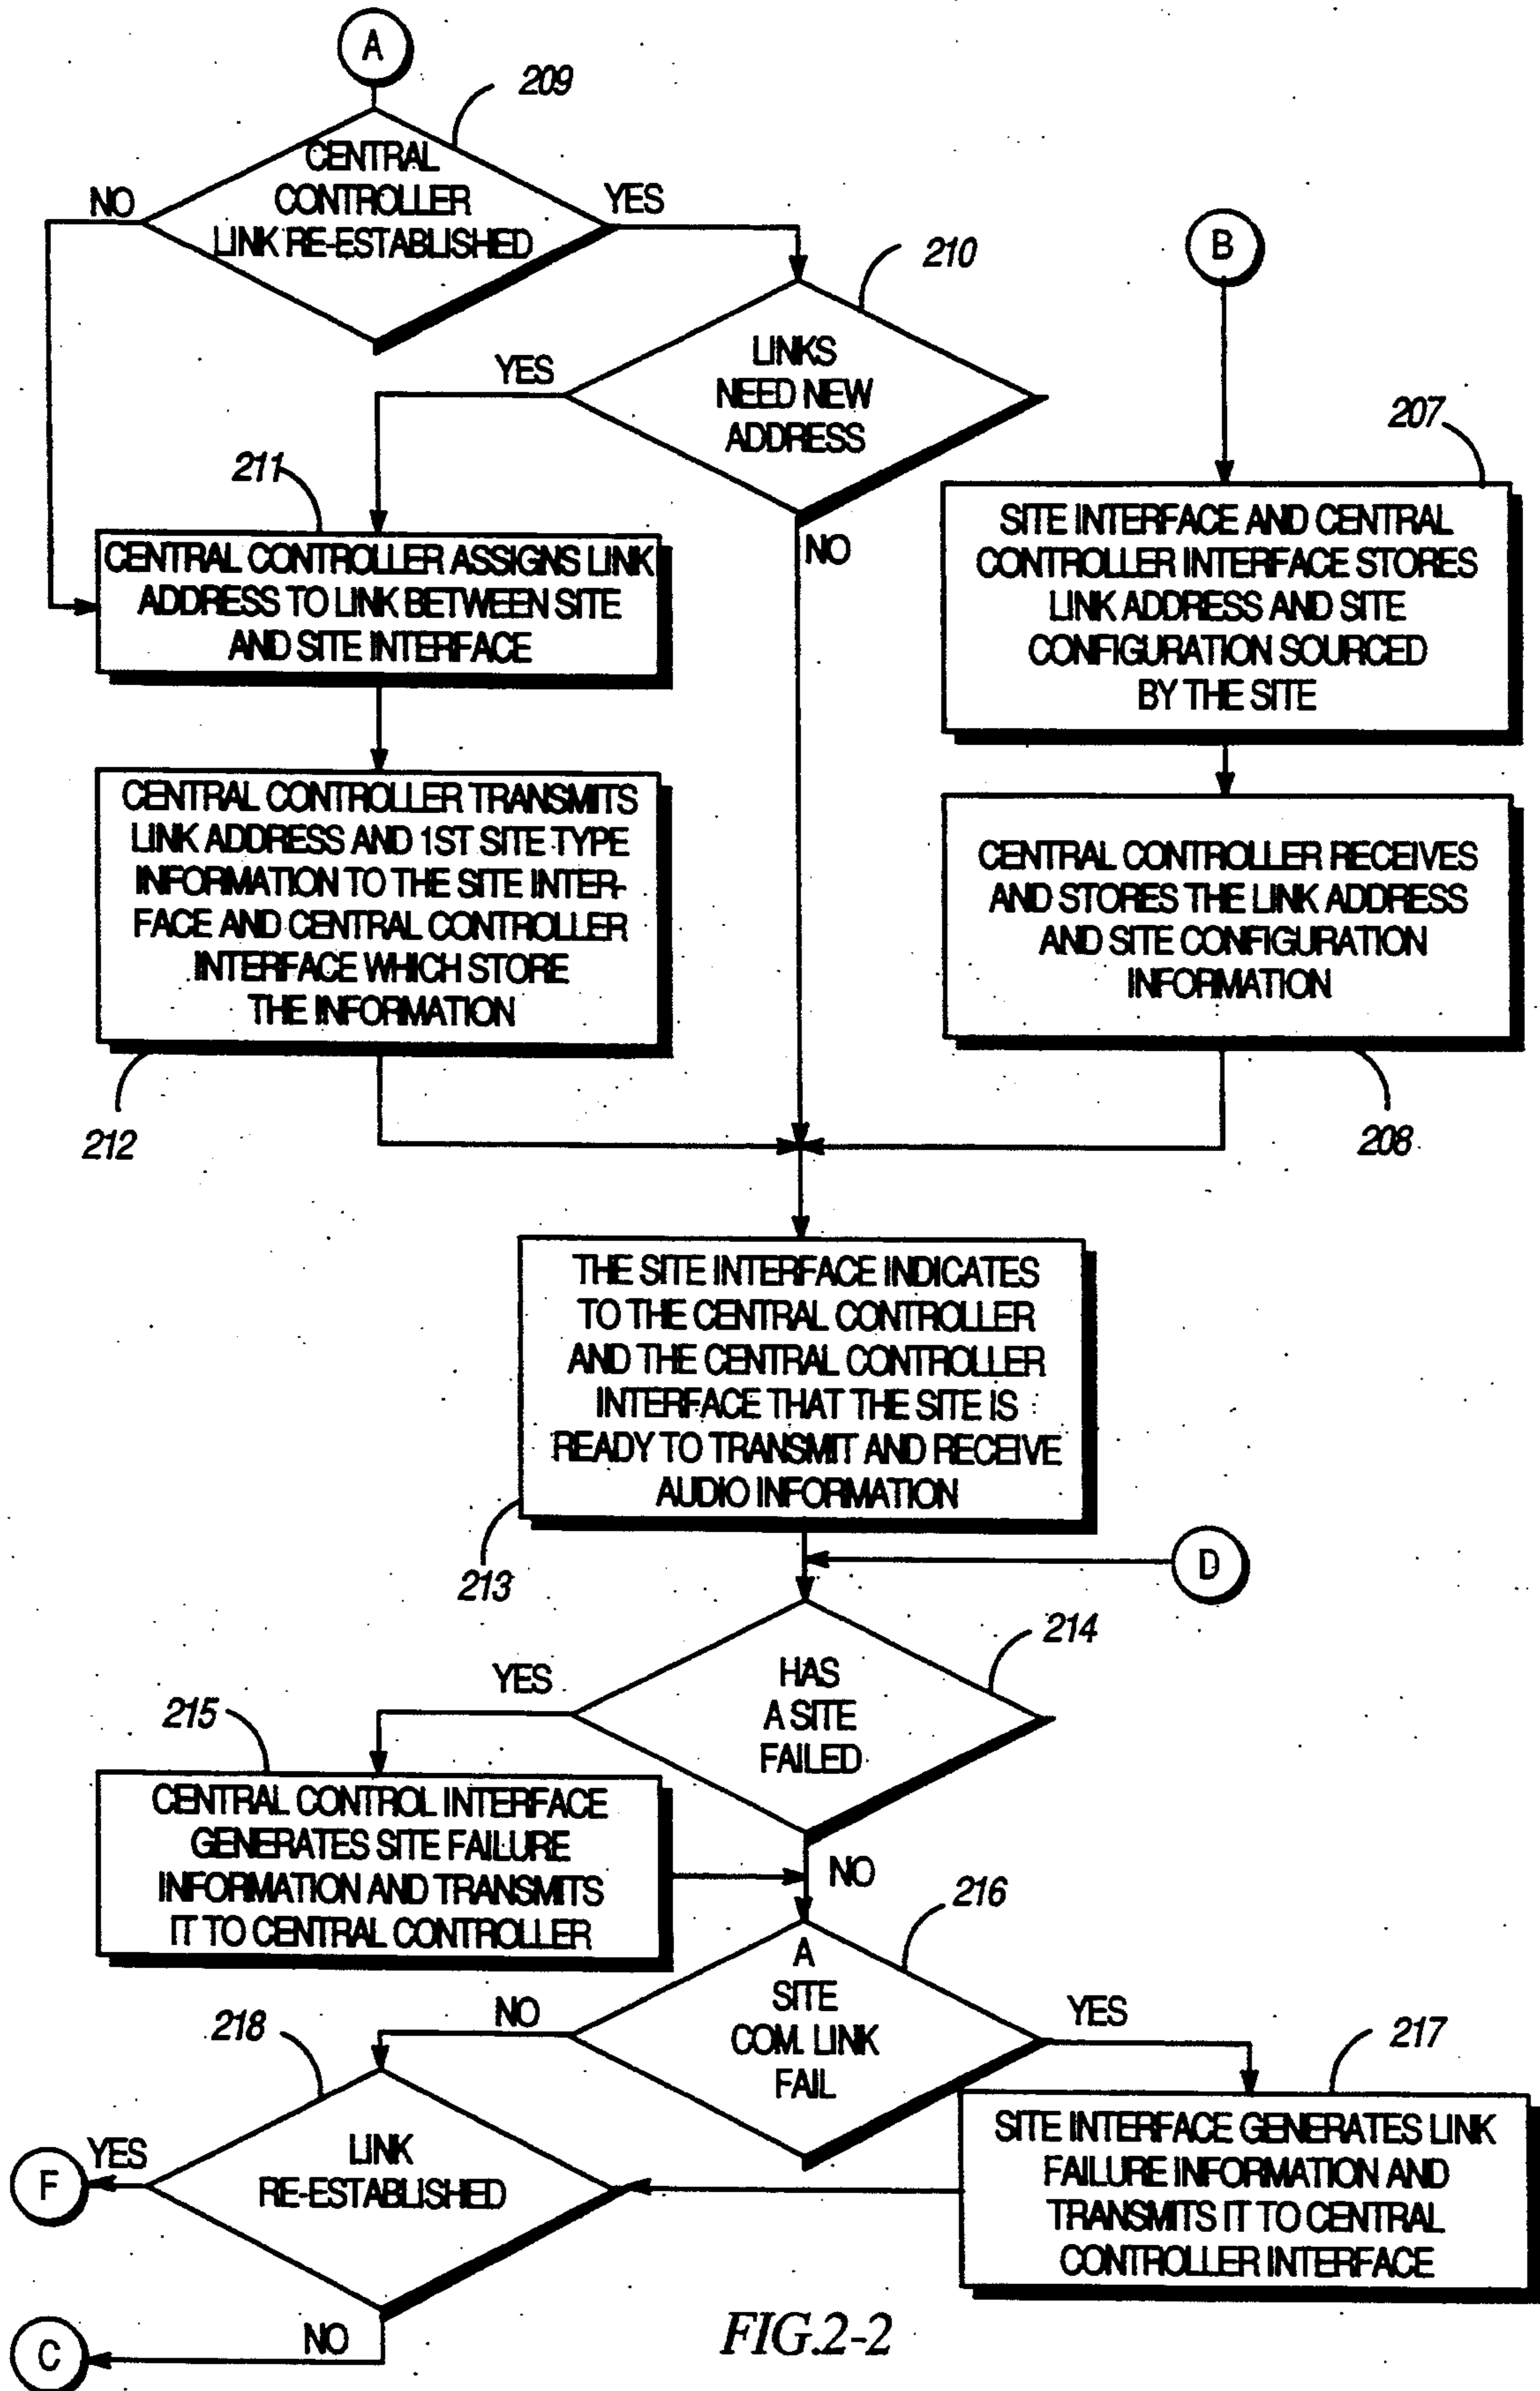 A
209
CENTRAL
CONTROLLER
LINK RE-ESTABLISHED
NO
YES
210
B
LINKS
NEED NEW
ADDRESS
YES
NO
207
SITE INTERFACE AND CENTRAL
CONTROLLER INTERFACE STORES
LINK ADDRESS AND SITE
CONFIGURATION SOURCED
BY THE SITE
211
CENTRAL CONTROLLER ASSIGNS LINK
ADDRESS TO LINK BETWEEN SITE
AND SITE INTERFACE
CENTRAL CONTROLLER TRANSMITS
LINK ADDRESS AND 1ST SITE TYPE
INFORMATION TO THE SITE INTER-
FACE AND CENTRAL CONTROLLER
INTERFACE WHICH STORE
THE INFORMATION
212
CENTRAL CONTROLLER RECEIVES
AND STORES THE LINK ADDRESS
AND SITE CONFIGURATION
INFORMATION
208
THE SITE INTERFACE INDICATES
TO THE CENTRAL CONTROLLER
AND THE CENTRAL CONTROLLER
INTERFACE THAT THE SITE IS
READY TO TRANSMIT AND RECEIVE
AUDIO INFORMATION
213
D
214
HAS
A SITE
FAILED
YES
NO
215
CENTRAL CONTROL INTERFACE
GENERATES SITE FAILURE
INFORMATION AND TRANSMITS
IT TO CENTRAL CONTROLLER
216
A
SITE
COM. LINK
FAIL
NO
YES
217
SITE INTERFACE GENERATES LINK
FAILURE INFORMATION AND
TRANSMITS IT TO CENTRAL
CONTROLLER INTERFACE
218
LINK
RE-ESTABLISHED
YES
F
NO
C
FIG.2-2